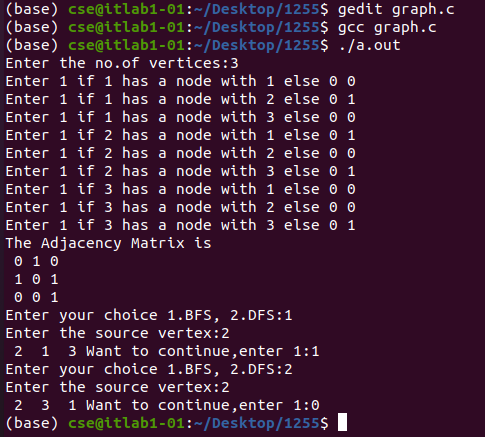 (base) cse@itlab1-01:~/Desktop/1255$ gedit graph.c
(base) cse@itlab1-01:~/Desktop/1255$ gcc graph.c
(base) cse@itlab1-01:~/Desktop/1255$ ./a.out
Enter the no.of vertices:3
Enter 1 if 1 has a node with 1 else 0 0
Enter 1 if 1 has a node with 2 else 0 1
Enter 1 if 1 has a node with 3 else 0 0
Enter 1 if 2 has a node with 1 else 0 1
Enter 1 if 2 has a node with 2 else 0 0
Enter 1 if 2 has a node with 3 else 0 1
Enter 1 if 3 has a node with 1 else 0 0
Enter 1 if 3 has a node with 2 else 0 0
Enter 1 if 3 has a node with 3 else 0 1
The Adjacency Matrix is
 0 1 0
 1 0 1
 0 0 1
Enter your choice 1.BFS, 2.DFS:1
Enter the source vertex:2
 2  1  3 Want to continue,enter 1:1
Enter your choice 1.BFS, 2.DFS:2
Enter the source vertex:2
 2  3  1 Want to continue,enter 1:0
(base) cse@itlab1-01:~/Desktop/1255$